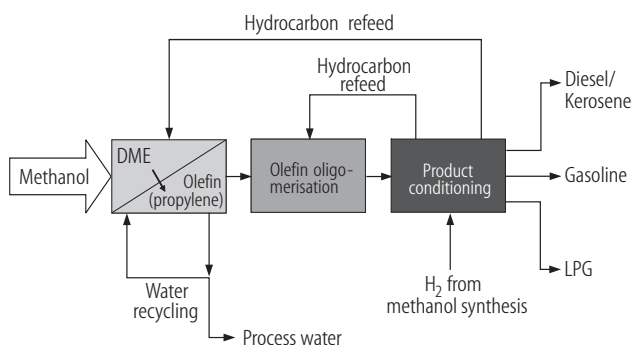 Hydrocarbon refeed
Hydrocarbon
refeed
Diesel/
Kerosene
Methanol
DME
Olefin
(propylene)
Olefin oligo-
merisation
Product
conditioning
Gasoline
LPG
Water
recycling
H₂ from
methanol synthesis
Process water